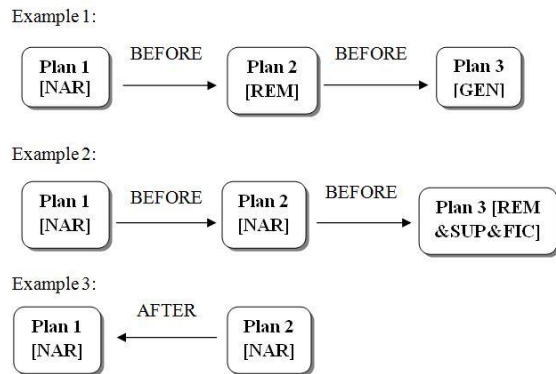 Example 1:
BEFORE BEFORE
Plan 1 Plan 2 Plan 3
[NAR] [REM] [GEN]
Example 2:
BEFORE BEFORE
Plan 1 Plan 2 Plan 3 [REM
[NAR] [NAR] &SUP&FIC]
Example 3:
AFTER
Plan 1 Plan 2
[NAR] [NAR]